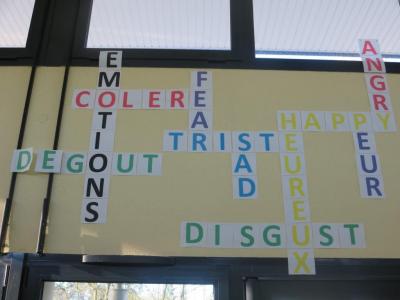 EMOTIONS
ANGRY
FEAR
COLERE
HAPPY
HEUREUX
TRISTE
PEUR
SAD
DEGOUT
DISGUST